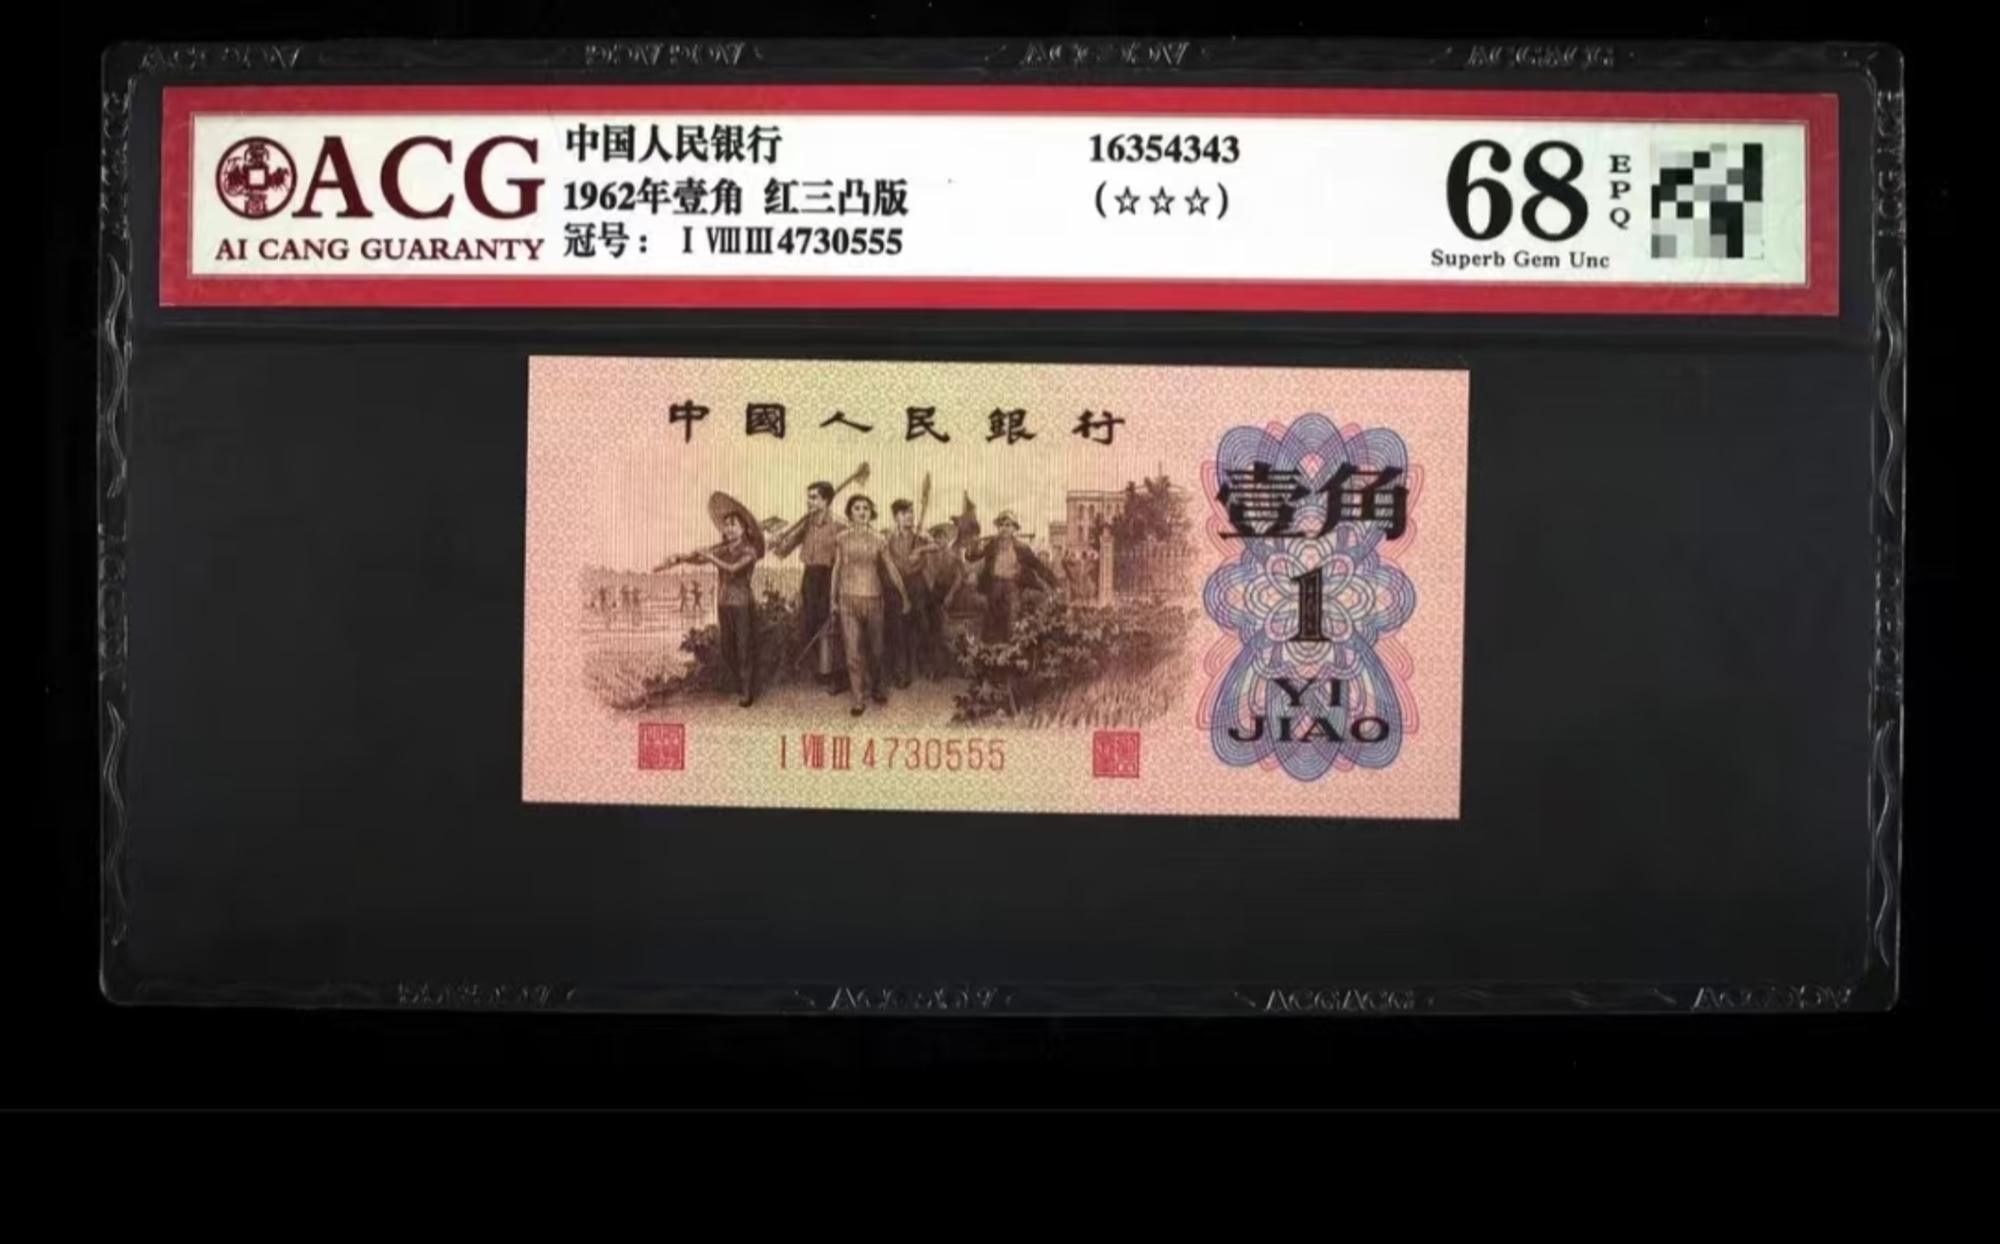 ACG
AI CANG GUARANTY
中国人民银行
1962年壹角 红三凸版
冠号： I VIII III 4730555
16354343
(☆☆☆)
68
EPQ
Superb Gem Unc
中國人民銀行
壹角
1
YI
JIAO
I VIII III 4730555
ACGACG
ACGACG